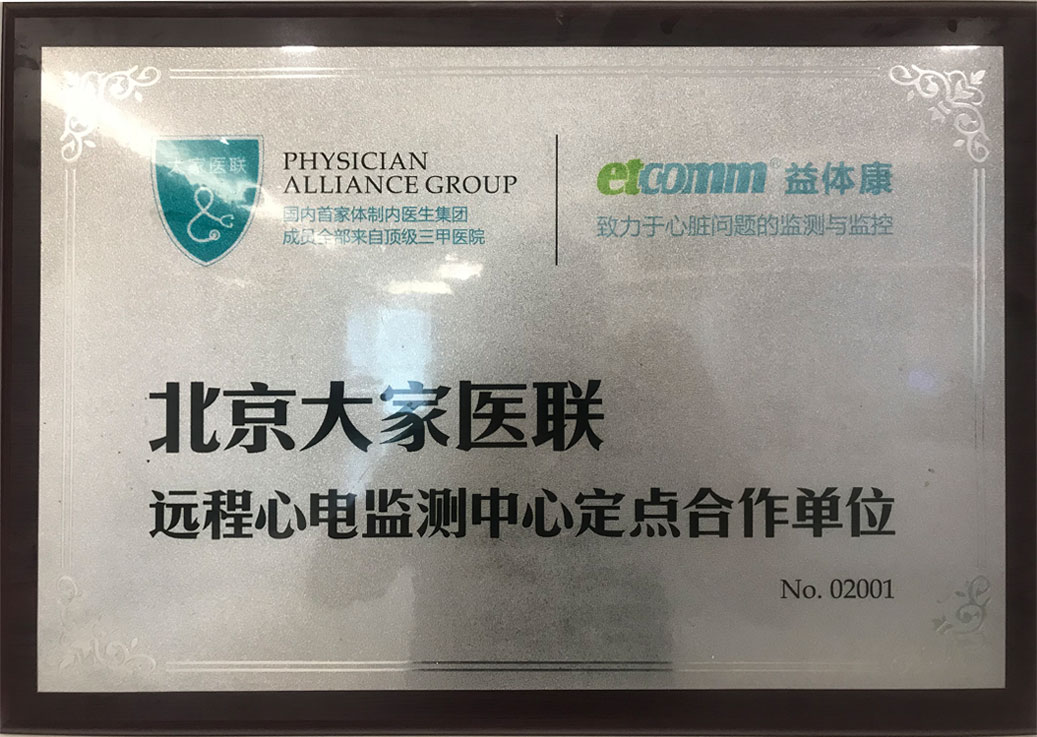 大家医联
PHYSICIAN
ALLIANCE GROUP
国内首家体制内医生集团
成员全部来自顶级三甲医院
etcomm® 益体康
致力于心脏问题的监测与监控
北京大家医联
远程心电监测中心定点合作单位
No. 02001